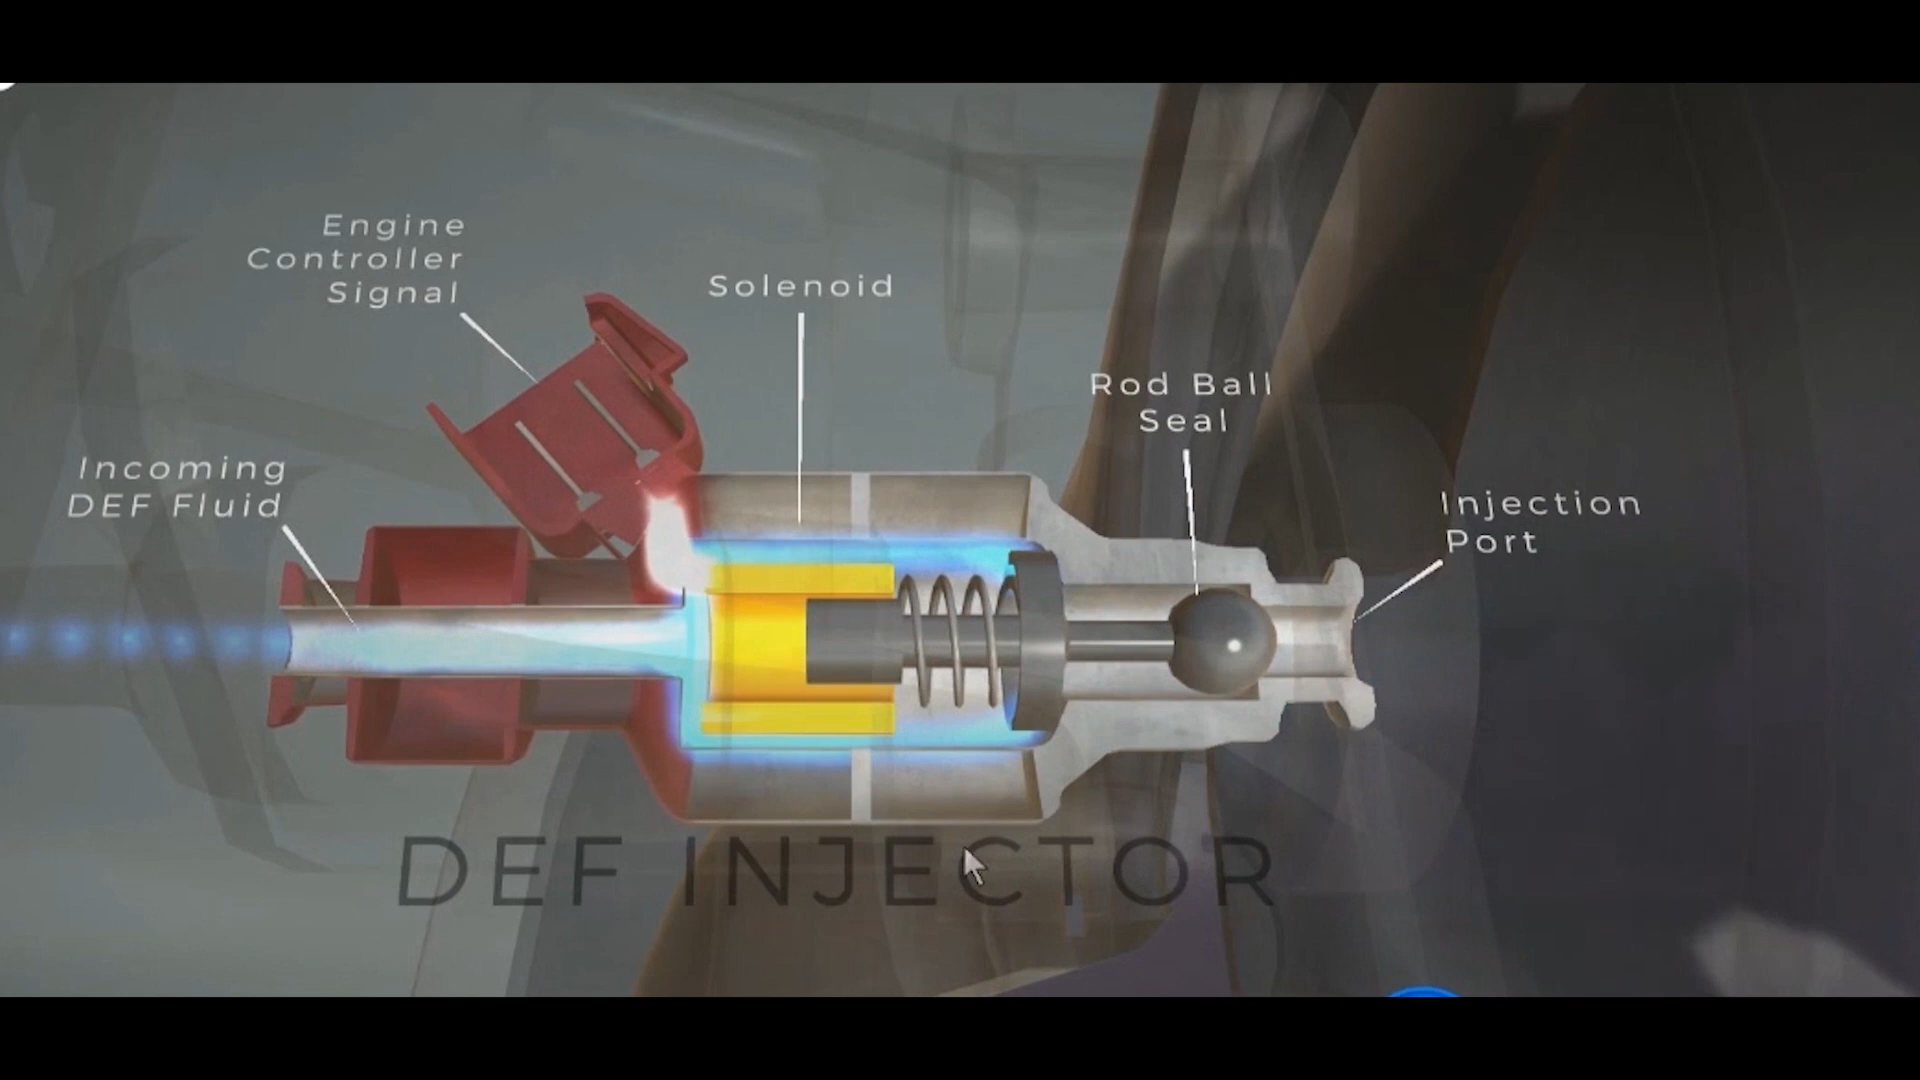 Engine
Controller
Signal
Solenoid
Rod Ball
Seal
Incoming
DEF Fluid
Injection
Port
DEF INJECTOR